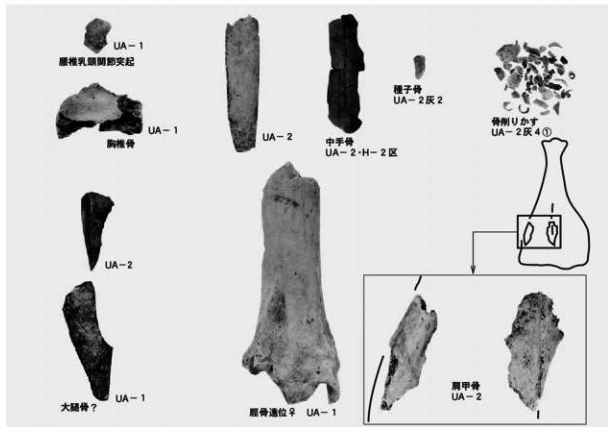 UA-1
腰椎乳頭関節突起
UA-1
胸椎骨
UA-2
中手骨
UA-2・H-2区
種子骨
UA-2灰2
骨削りかす
UA-2灰4①
UA-2
UA-1
大腿骨?
脛骨遠位♀ UA-1
肩甲骨
UA-2